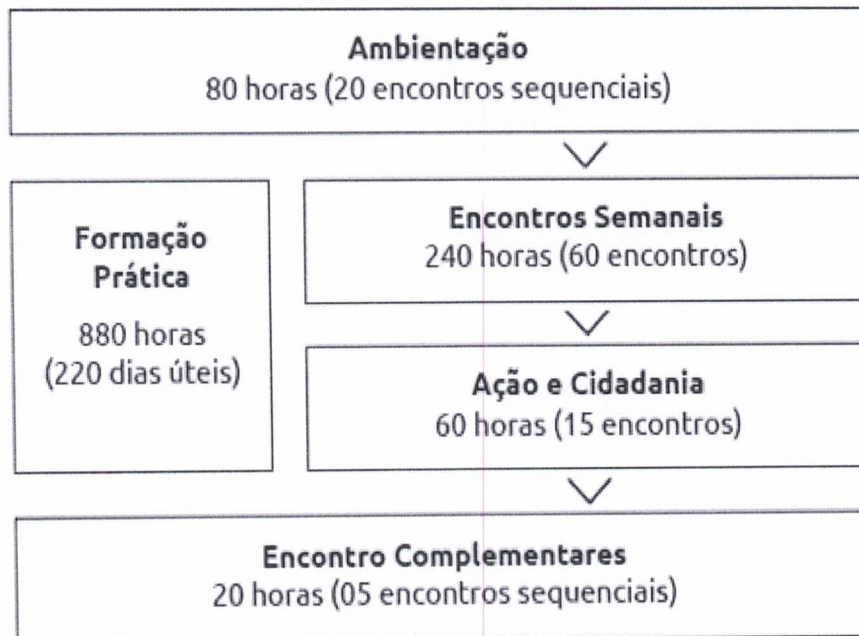 Ambientação
80 horas (20 encontros sequenciais)
Formação
Prática
880 horas
(220 dias úteis)
Encontros Semanais
240 horas (60 encontros)
Ação e Cidadania
60 horas (15 encontros)
Encontro Complementares
20 horas (05 encontros sequenciais)